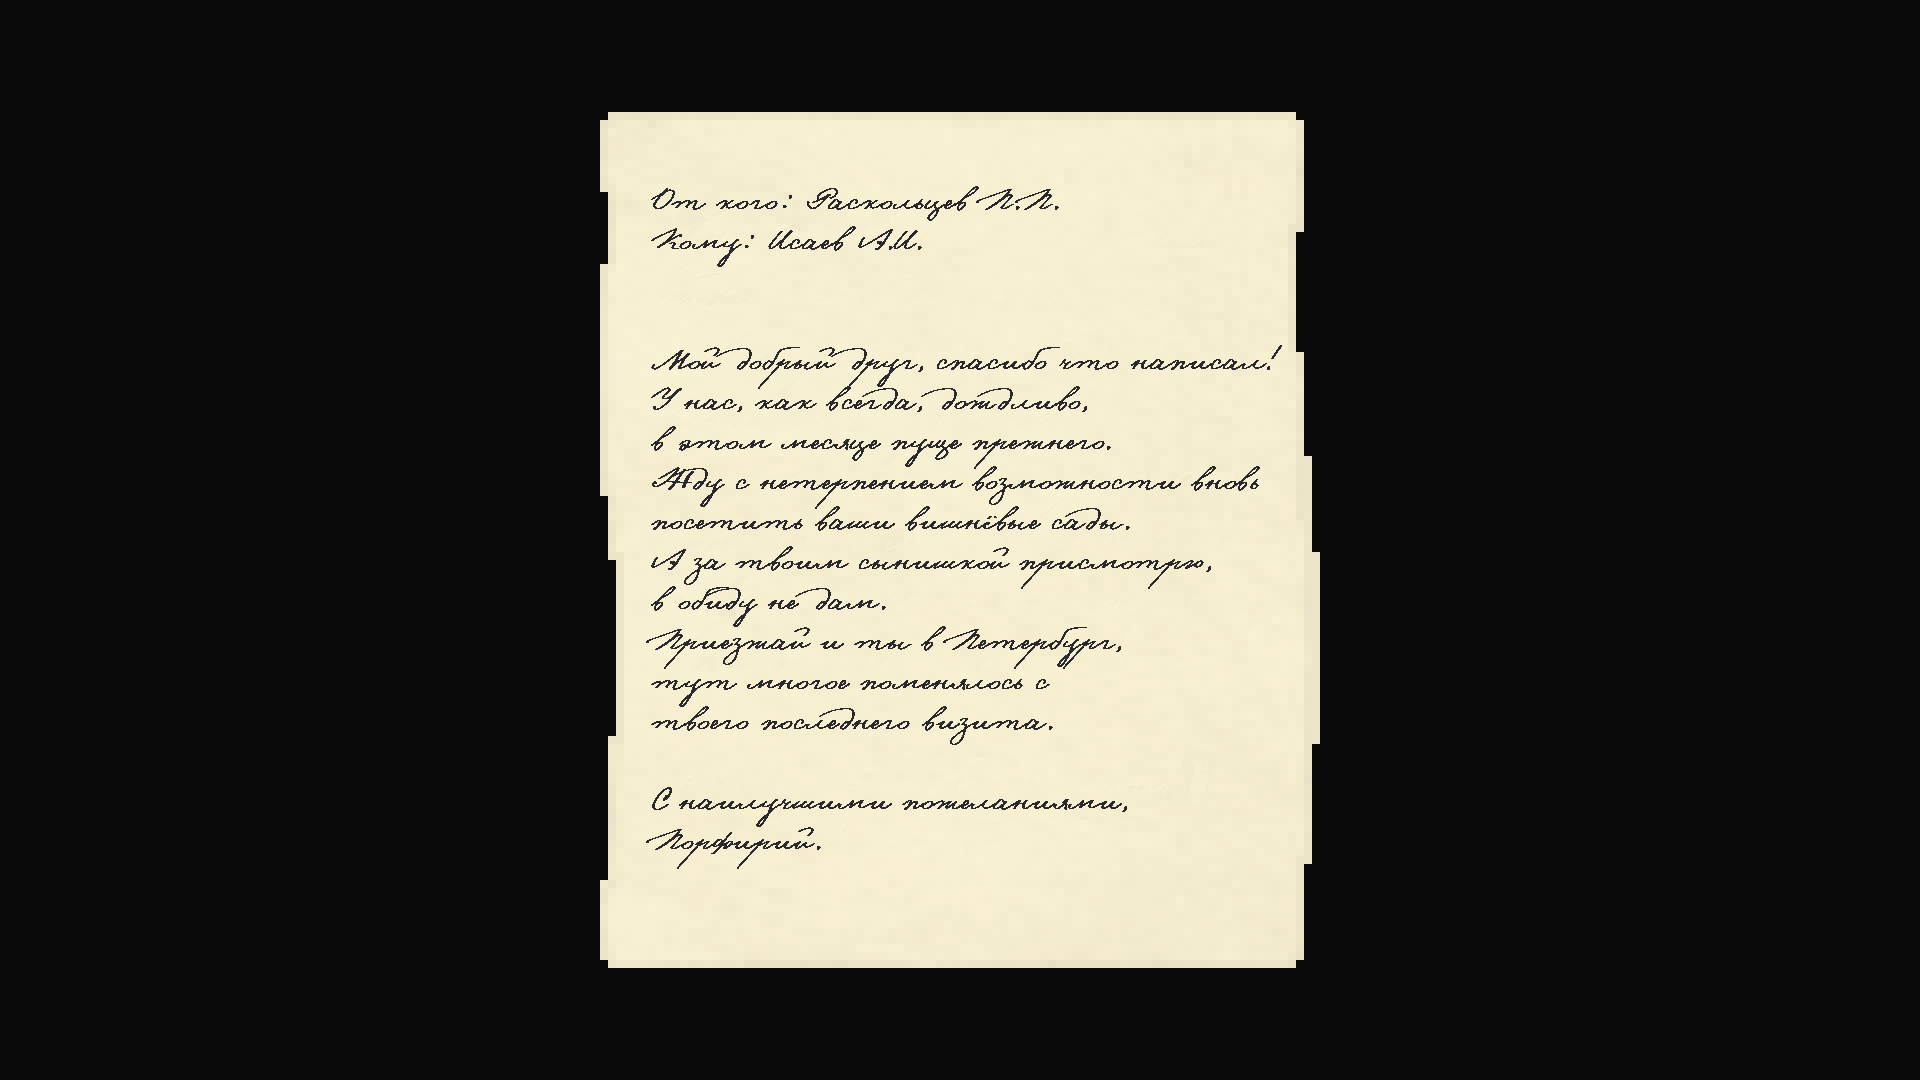 От кого: Раскольцев П.П.
Кому: Исаев А.И.
Мой добрый друг, спасибо что написал!
У нас, как всегда, дождливо,
в этом месяце пуще прежнего.
Жду с нетерпением возможности вновь
посетить ваши вишнёвые сады.
А за твоим сынишкой присмотрю,
в обиду не дам.
Приезжай и ты в Петербург,
тут многое поменялось с
твоего последнего визита.
С наилучшими пожеланиями,
Порфирий.